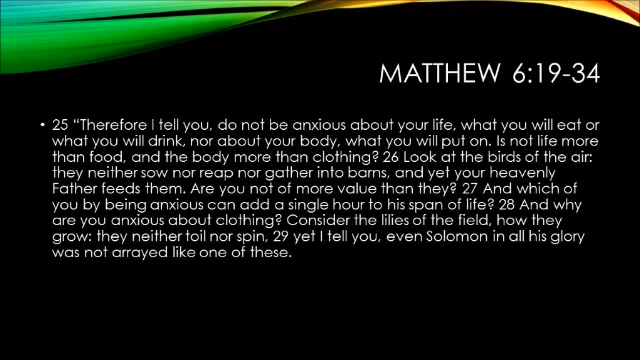 MATTHEW 6:19-34
• 25 “Therefore I tell you, do not be anxious about your life, what you will eat or
what you will drink, nor about your body, what you will put on. Is not life more
than food, and the body more than clothing? 26 Look at the birds of the air:
they neither sow nor reap nor gather into barns, and yet your heavenly
Father feeds them. Are you not of more value than they? 27 And which of
you by being anxious can add a single hour to his span of life? 28 And why
are you anxious about clothing? Consider the lilies of the field, how they
grow: they neither toil nor spin, 29 yet I tell you, even Solomon in all his glory
was not arrayed like one of these.